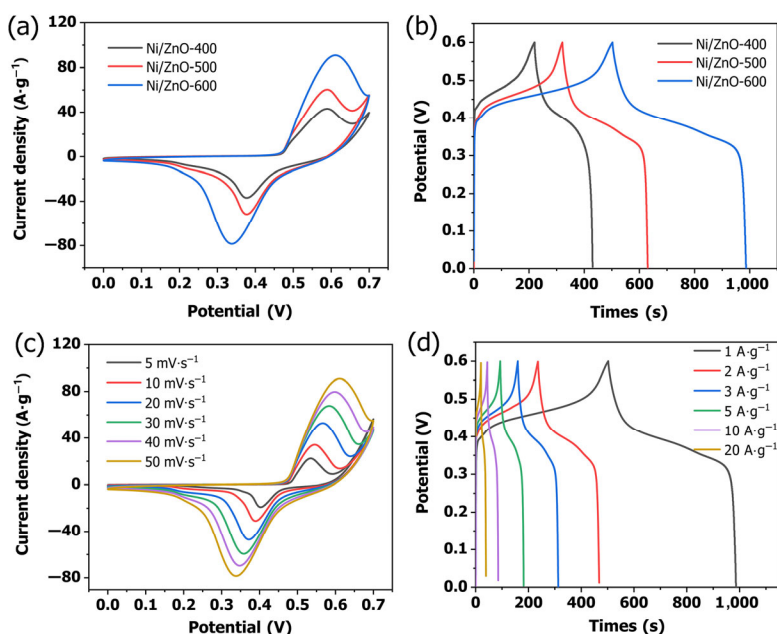 (a)
120
80
40
0
−40
−80
0.0 0.1 0.2 0.3 0.4 0.5 0.6 0.7
Current density (A·g⁻¹)
Potential (V)
Ni/ZnO-400
Ni/ZnO-500
Ni/ZnO-600
(b)
0.7
0.6
0.5
0.4
0.3
0.2
0.1
0.0
0 200 400 600 800 1,000
Potential (V)
Times (s)
Ni/ZnO-400
Ni/ZnO-500
Ni/ZnO-600
(c)
120
80
40
0
−40
−80
0.0 0.1 0.2 0.3 0.4 0.5 0.6 0.7
Current density (A·g⁻¹)
Potential (V)
5 mV·s⁻¹
10 mV·s⁻¹
20 mV·s⁻¹
30 mV·s⁻¹
40 mV·s⁻¹
50 mV·s⁻¹
(d)
0.7
0.6
0.5
0.4
0.3
0.2
0.1
0.0
0 200 400 600 800 1,000
Potential (V)
Times (s)
1 A·g⁻¹
2 A·g⁻¹
3 A·g⁻¹
5 A·g⁻¹
10 A·g⁻¹
20 A·g⁻¹